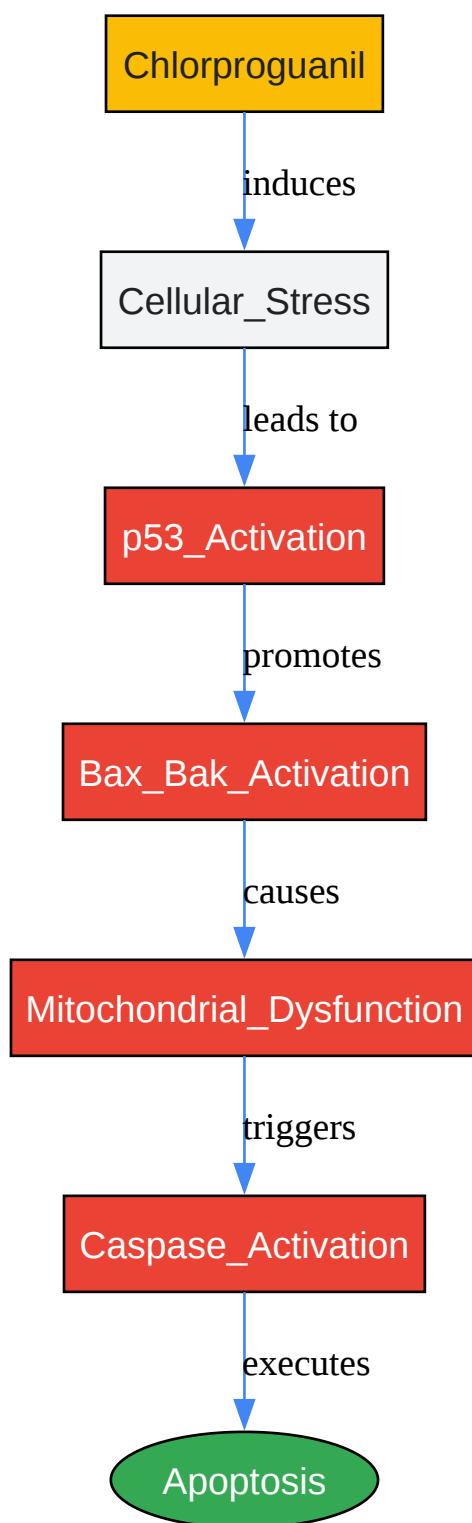 Chlorproguanil
induces
Cellular_Stress
leads to
p53_Activation
promotes
Bax_Bak_Activation
causes
Mitochondrial_Dysfunction
triggers
Caspase_Activation
executes
Apoptosis